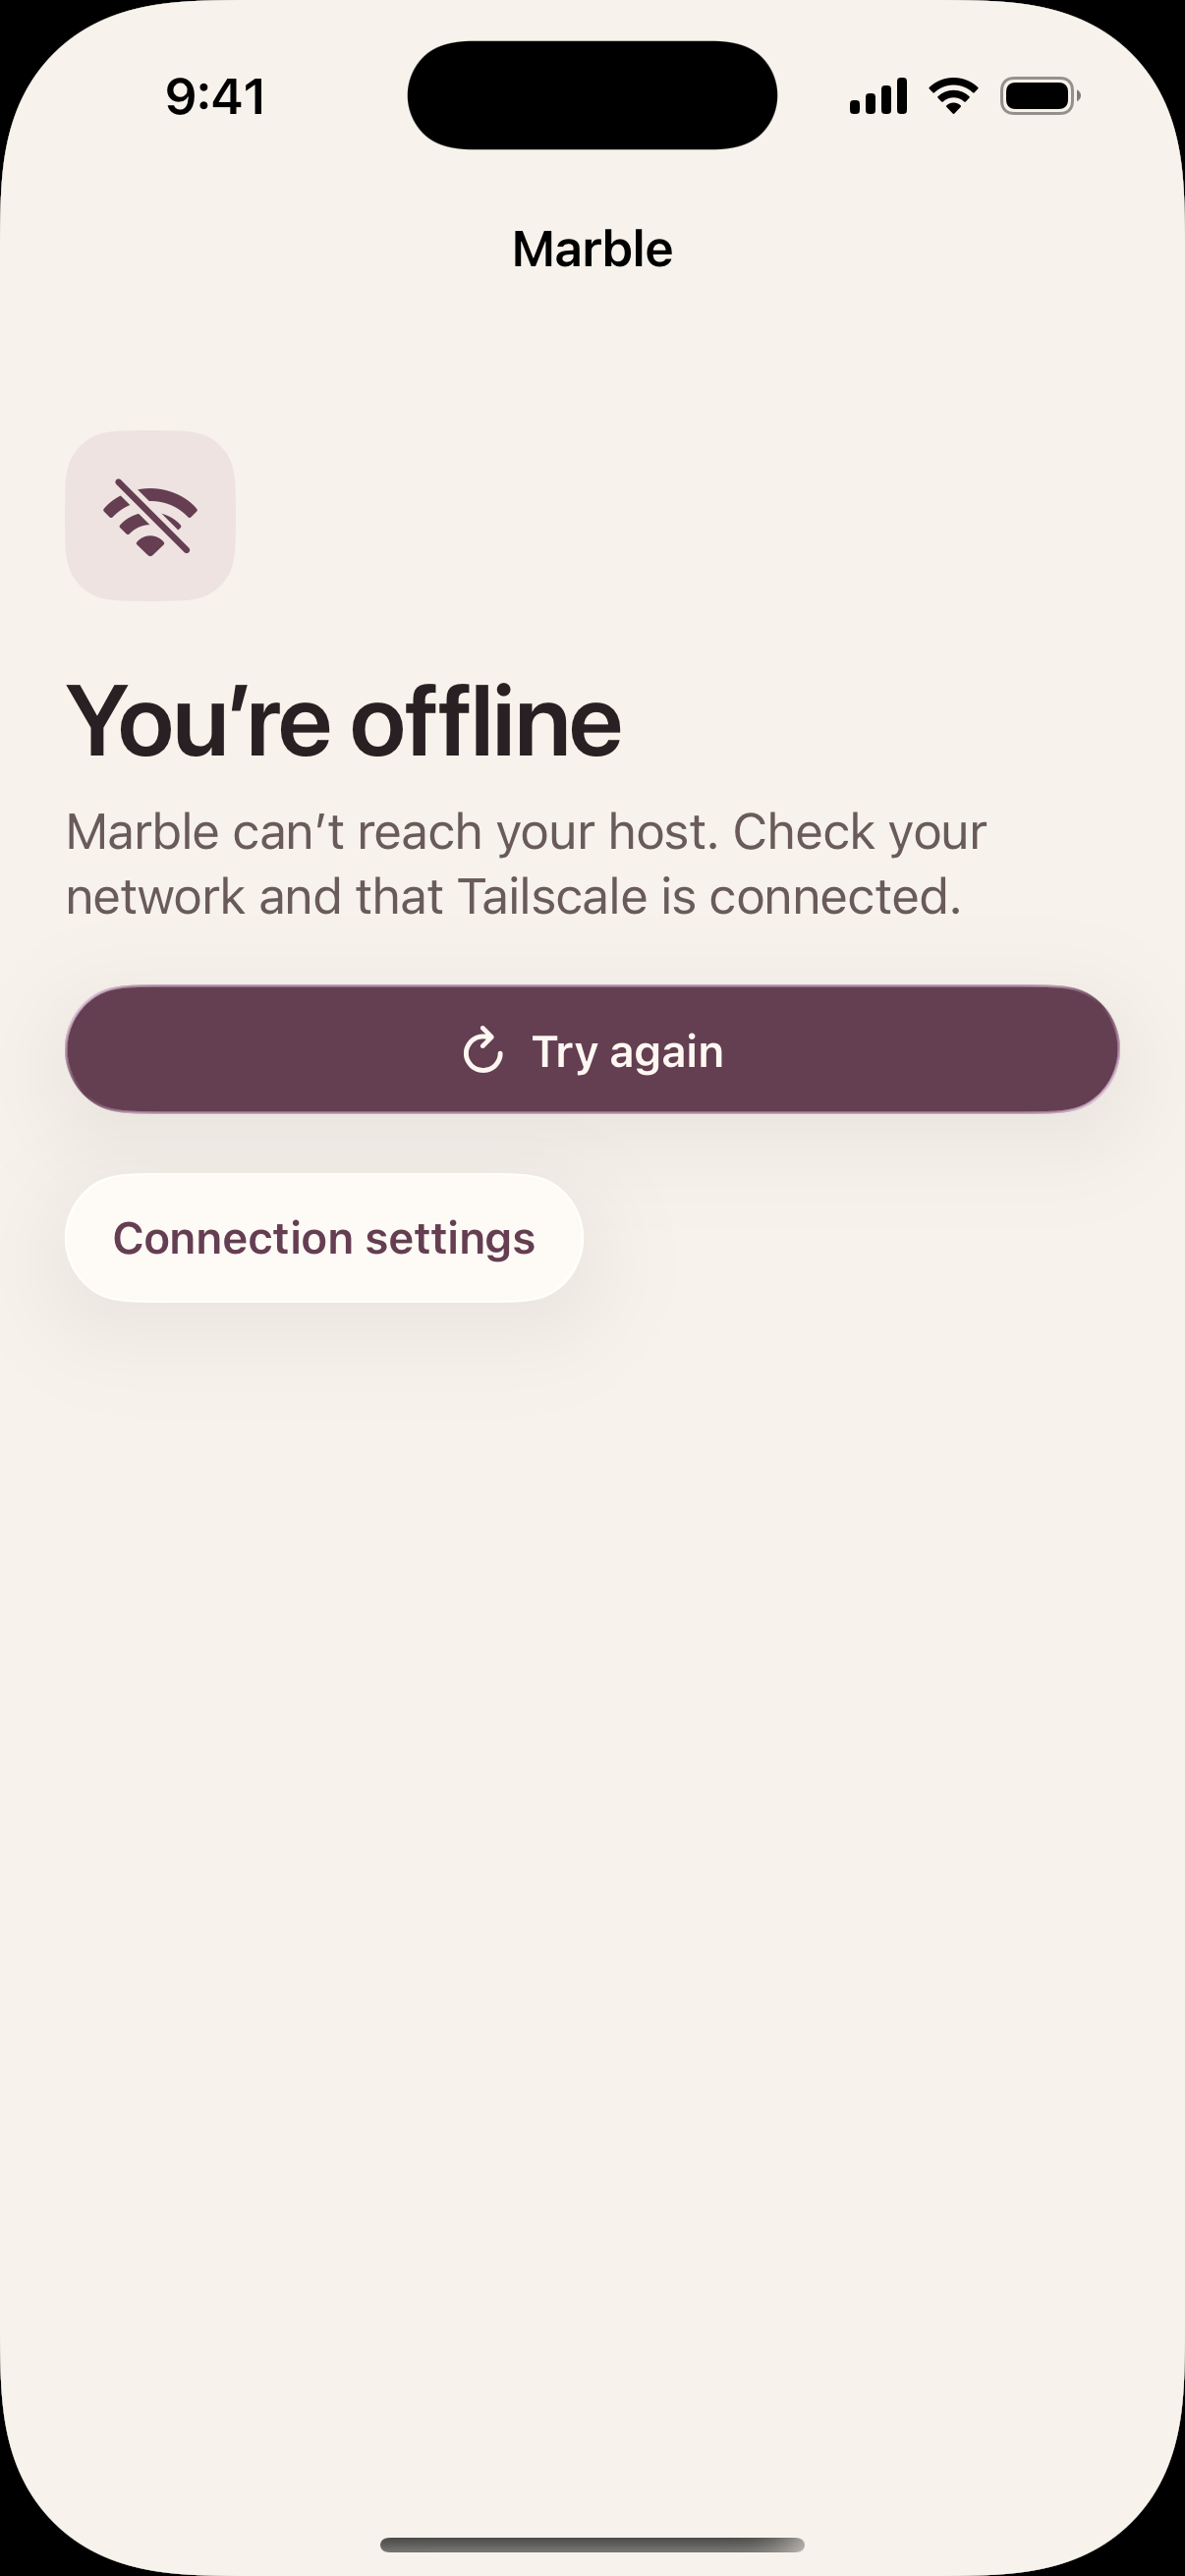 9:41
Marble
You’re offline
Marble can’t reach your host. Check your
network and that Tailscale is connected.
Try again
Connection settings